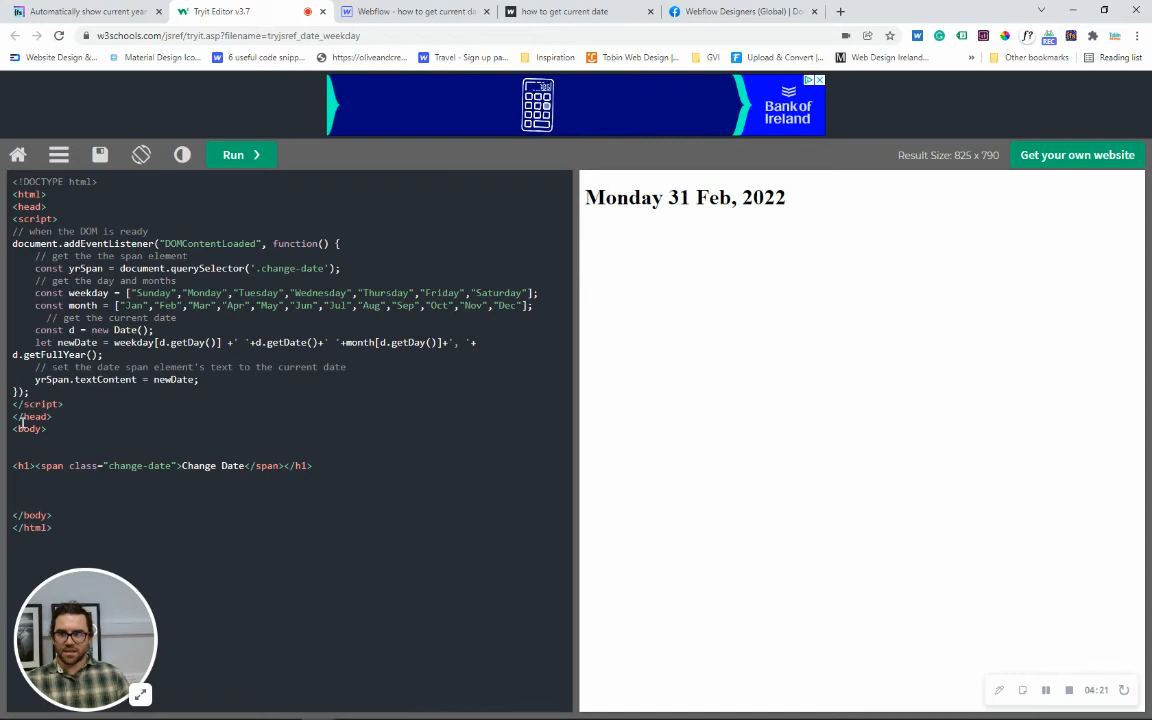 Automatically show current year
Tryit Editor v3.7
Webflow - how to get current da
how to get current date
Webflow Designers (Global) | Do
w3schools.com/jsref/tryit.asp?filename=tryjsref_date_weekday
Website Design &...
Material Design Ico...
6 useful code snipp...
https://oliveandcre...
Travel - Sign up pa...
Inspiration
Tobin Web Design |...
GVI
Upload & Convert |...
Web Design Ireland...
»
Other bookmarks
Reading list
Bank of
Ireland
Run ❯
Result Size: 825 x 790
Get your own website
<!DOCTYPE html>
<html>
<head>
<script>
// when the DOM is ready
document.addEventListener("DOMContentLoaded", function() {
// get the the span element
const yrSpan = document.querySelector('.change-date');
// get the day and months
const weekday = ["Sunday","Monday","Tuesday","Wednesday","Thursday","Friday","Saturday"];
const month = ["Jan","Feb","Mar","Apr","May","Jun","Jul","Aug","Sep","Oct","Nov","Dec"];
// get the current date
const d = new Date();
let newDate = weekday[d.getDay()] +' '+d.getDate()+' '+month[d.getDay()]+', '+
d.getFullYear();
// set the date span element's text to the current date
yrSpan.textContent = newDate;
});
</script>
</head>
<body>
<h1><span class="change-date">Change Date</span></h1>
</body>
</html>
Monday 31 Feb, 2022
04:21